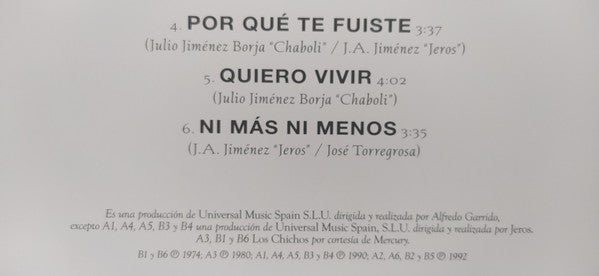 4. POR QUÉ TE FUISTE 3:37
(Julio Jiménez Borja "Chaboli" / J.A. Jiménez "Jeros")
5. QUIERO VIVIR 4:02
(Julio Jiménez Borja "Chaboli")
6. NI MÁS NI MENOS 3:35
(J.A. Jiménez "Jeros" / José Torregrosa)
Es una producción de Universal Music Spain S.L.U. dirigida y realizada por Alfredo Garrido,
excepto A1, A4, A5, B3 y B4 una producción de Universal Music Spain, S.L.U. dirigida y realizada por Jeros.
A3, B1 y B6 Los Chichos por cortesía de Mercury.
B1 y B6 ℗ 1974; A3 ℗ 1980; A1, A4, A5, B3 y B4 ℗ 1990; A2, A6, B2 y B5 ℗ 1992